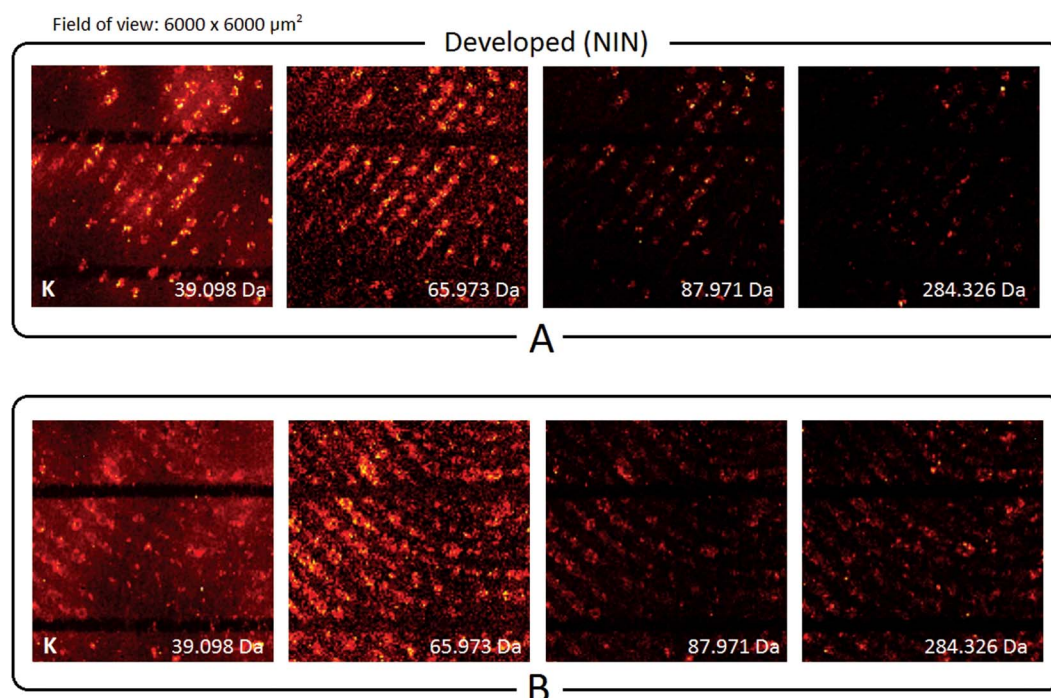 Field of view: 6000 x 6000 µm²
Developed (NIN)
K 39.098 Da 65.973 Da 87.971 Da 284.326 Da
A
K 39.098 Da 65.973 Da 87.971 Da 284.326 Da
B